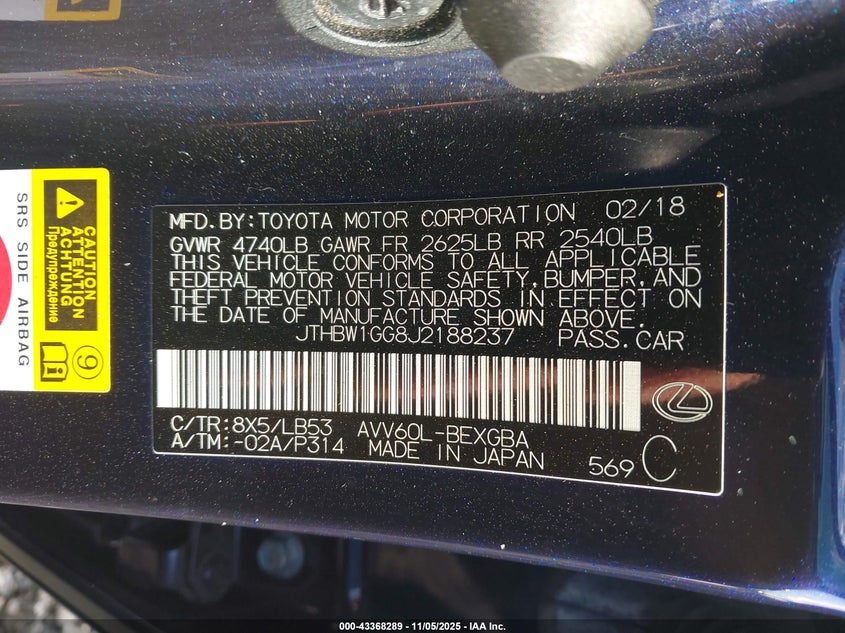 MFD.BY:TOYOTA MOTOR CORPORATION 02/18
GVWR 4740LB GAWR FR 2625LB RR 2540LB
THIS VEHICLE CONFORMS TO ALL APPLICABLE
FEDERAL MOTOR VEHICLE SAFETY,BUMPER,AND
THEFT PREVENTION STANDARDS IN EFFECT ON
THE DATE OF MANUFACTURE SHOWN ABOVE.
JTHBW1GG8J2188237 PASS.CAR
C/TR:8X5/LB53 AVV60L-BEXGBA
A/TM:-02A/P314 MADE IN JAPAN
569 C
SRS SIDE AIRBAG
CAUTION
ATTENTION
ACHTUNG
Предупреждение
9
000-43368289 - 11/05/2025 - IAA Inc.